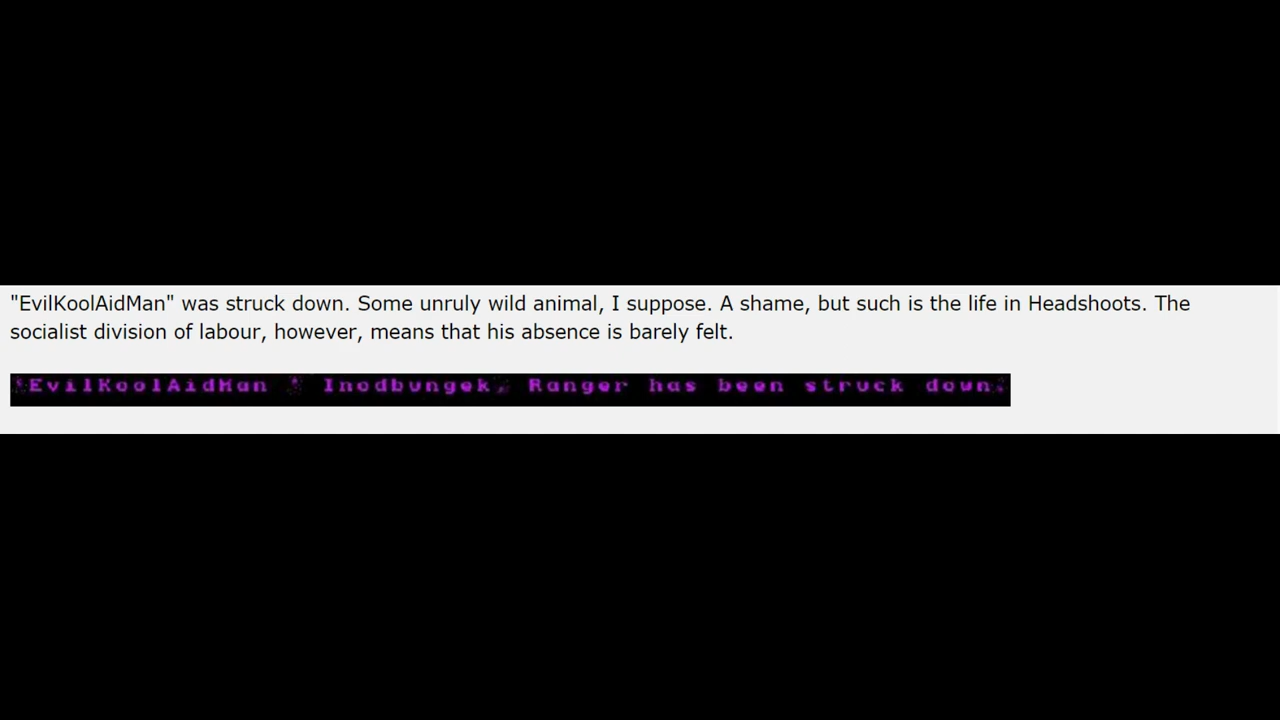 "EvilKoolAidMan" was struck down. Some unruly wild animal, I suppose. A shame, but such is the life in Headshoots. The
socialist division of labour, however, means that his absence is barely felt.
'EvilKoolAidMan ' Inodbungek, Ranger has been struck down.